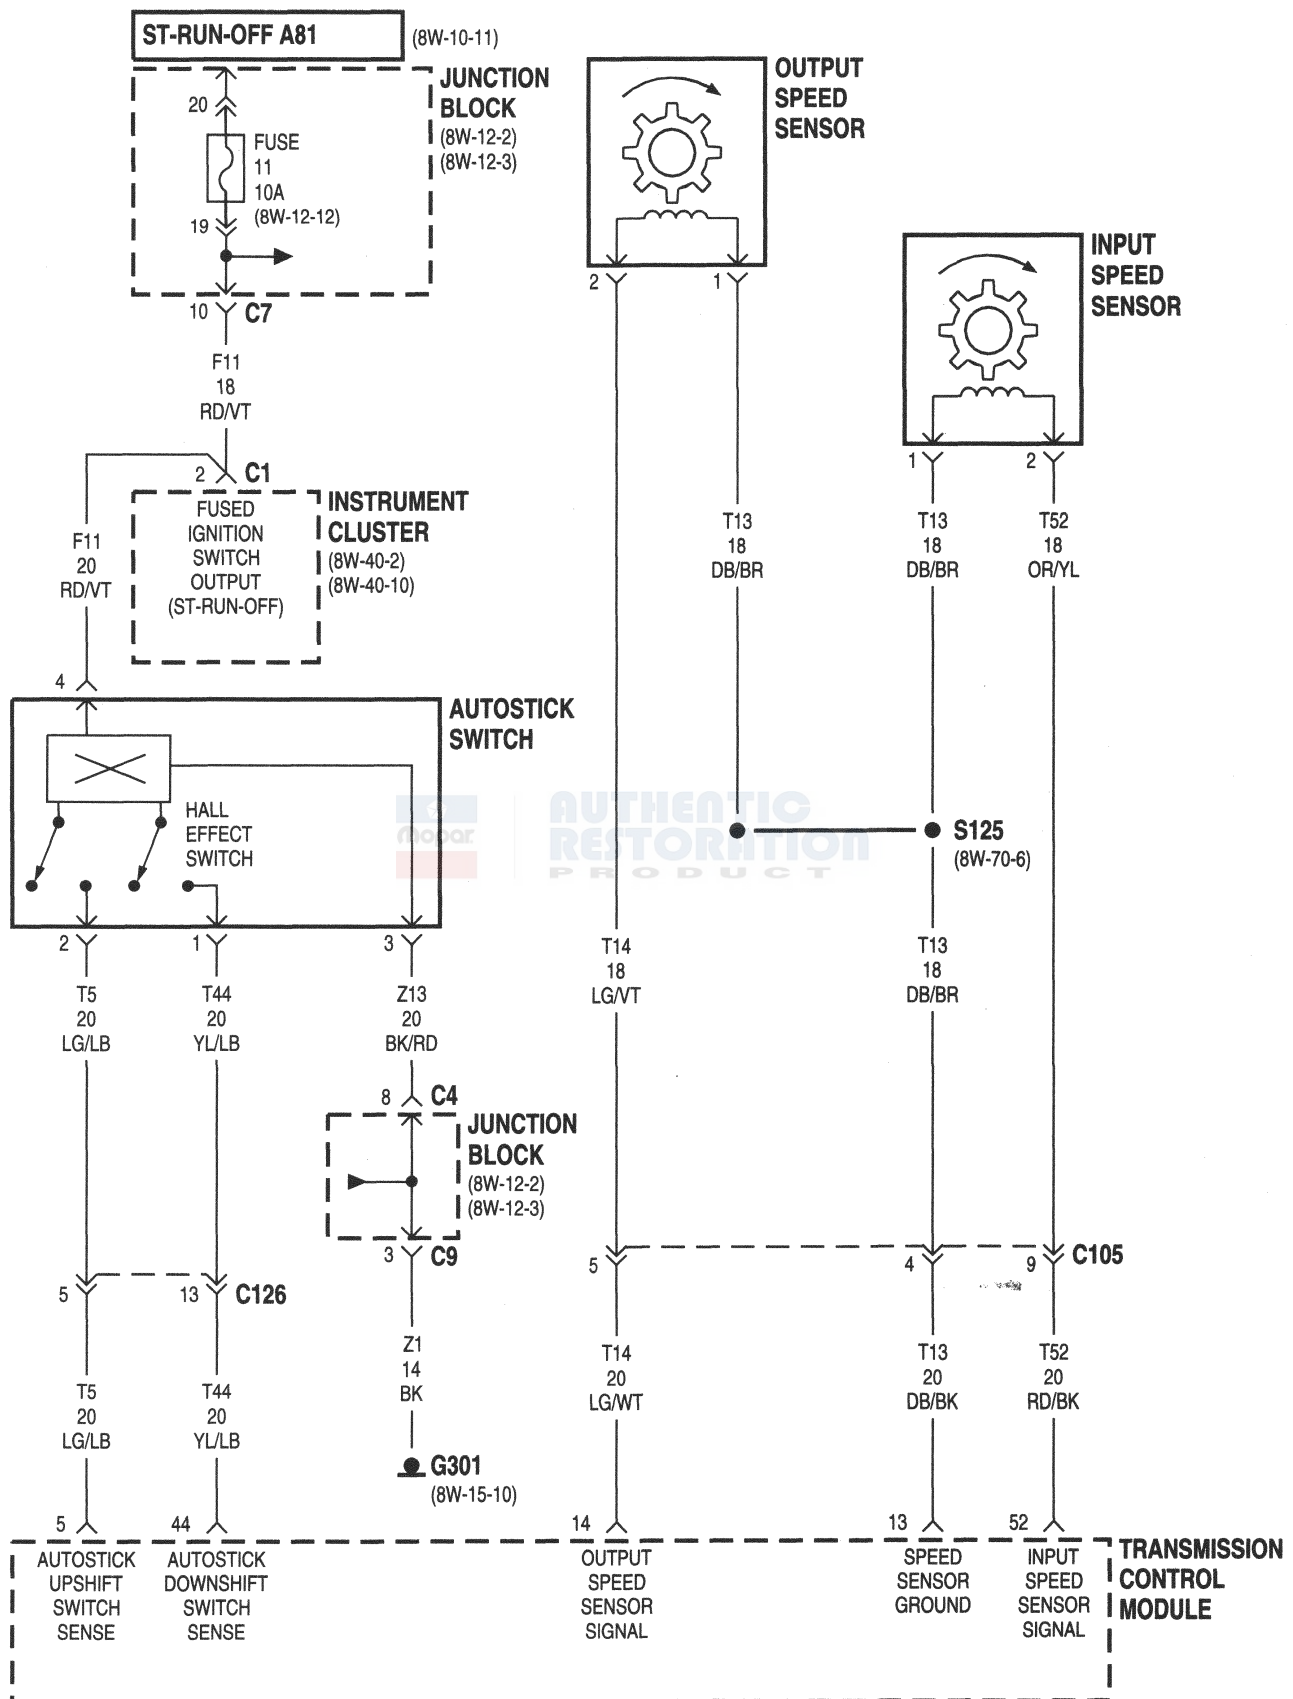 ST-RUN-OFF A81
(8W-10-11)
JUNCTION
BLOCK
(8W-12-2)
(8W-12-3)
20
FUSE
11
10A
(8W-12-12)
19
10
C7
F11
18
RD/VT
2
C1
FUSED
IGNITION
SWITCH
OUTPUT
(ST-RUN-OFF)
INSTRUMENT
CLUSTER
(8W-40-2)
(8W-40-10)
F11
20
RD/VT
4
AUTOSTICK
SWITCH
HALL
EFFECT
SWITCH
2
1
3
T5
20
LG/LB
T44
20
YL/LB
Z13
20
BK/RD
8
C4
JUNCTION
BLOCK
(8W-12-2)
(8W-12-3)
3
C9
5
13
C126
Z1
14
BK
T5
20
LG/LB
T44
20
YL/LB
G301
(8W-15-10)
OUTPUT
SPEED
SENSOR
2
1
INPUT
SPEED
SENSOR
1
2
T13
18
DB/BR
T13
18
DB/BR
T52
18
OR/YL
Mopar
AUTHENTIC
RESTORATION
PRODUCT
S125
(8W-70-6)
T14
18
LG/VT
T13
18
DB/BR
5
4
9
C105
T14
20
LG/WT
T13
20
DB/BK
T52
20
RD/BK
5
44
14
13
52
AUTOSTICK
UPSHIFT
SWITCH
SENSE
AUTOSTICK
DOWNSHIFT
SWITCH
SENSE
OUTPUT
SPEED
SENSOR
SIGNAL
SPEED
SENSOR
GROUND
INPUT
SPEED
SENSOR
SIGNAL
TRANSMISSION
CONTROL
MODULE